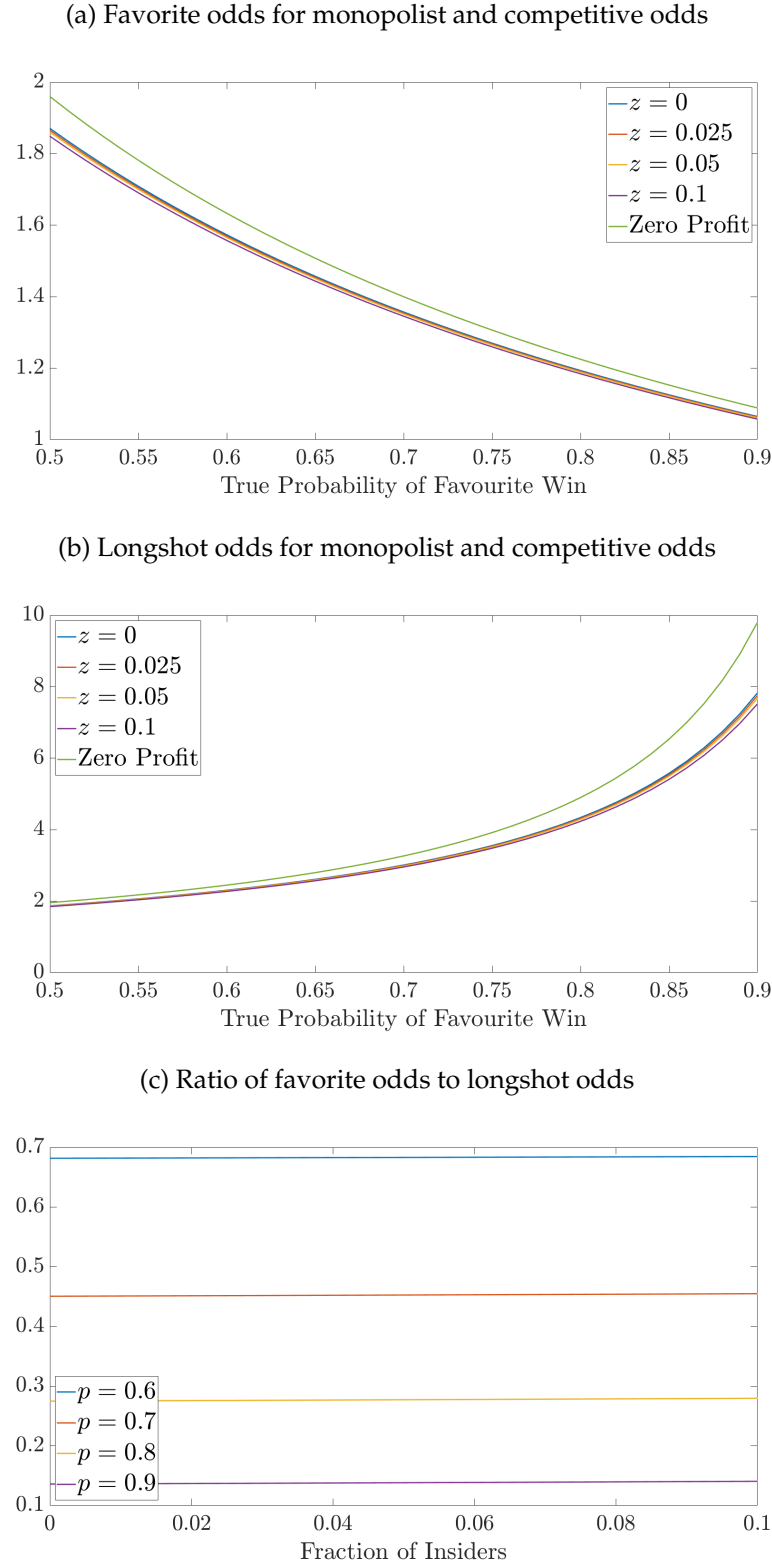 (a) Favorite odds for monopolist and competitive odds
2
1.8
1.6
1.4
1.2
1
z = 0
z = 0.025
z = 0.05
z = 0.1
Zero Profit
0.5 0.55 0.6 0.65 0.7 0.75 0.8 0.85 0.9
True Probability of Favourite Win
(b) Longshot odds for monopolist and competitive odds
10
8
6
4
2
0
z = 0
z = 0.025
z = 0.05
z = 0.1
Zero Profit
0.5 0.55 0.6 0.65 0.7 0.75 0.8 0.85 0.9
True Probability of Favourite Win
(c) Ratio of favorite odds to longshot odds
0.7
0.6
0.5
0.4
0.3
0.2
0.1
p = 0.6
p = 0.7
p = 0.8
p = 0.9
0 0.02 0.04 0.06 0.08 0.1
Fraction of Insiders